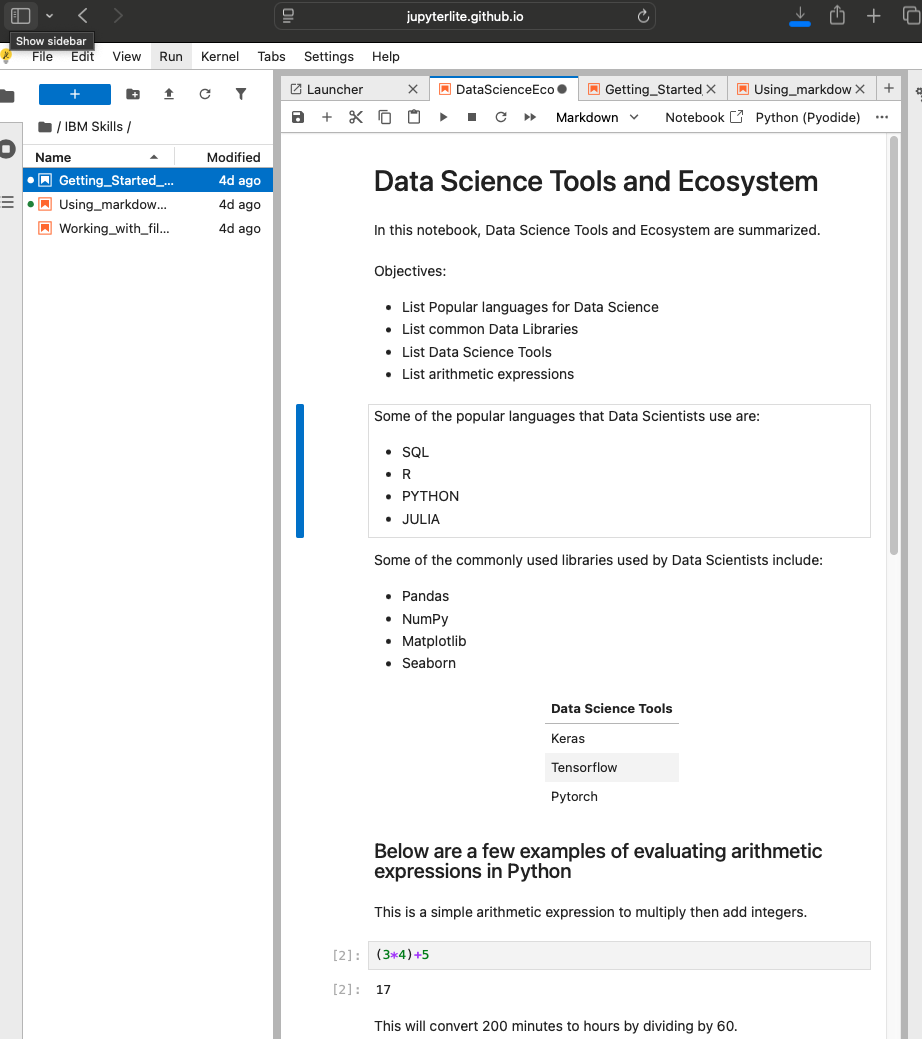 jupyterlite.github.io
Show sidebar
File Edit View Run Kernel Tabs Settings Help
Launcher
DataScienceEco
Getting_Started
Using_markdow
/ IBM Skills /
Markdown
Notebook
Python (Pyodide)
Name Modified
Getting_Started_... 4d ago
Using_markdow... 4d ago
Working_with_fil... 4d ago
Data Science Tools and Ecosystem
In this notebook, Data Science Tools and Ecosystem are summarized.
Objectives:
• List Popular languages for Data Science
• List common Data Libraries
• List Data Science Tools
• List arithmetic expressions
Some of the popular languages that Data Scientists use are:
• SQL
• R
• PYTHON
• JULIA
Some of the commonly used libraries used by Data Scientists include:
• Pandas
• NumPy
• Matplotlib
• Seaborn
Data Science Tools
Keras
Tensorflow
Pytorch
Below are a few examples of evaluating arithmetic
expressions in Python
This is a simple arithmetic expression to multiply then add integers.
[2]: (3*4)+5
[2]: 17
This will convert 200 minutes to hours by dividing by 60.